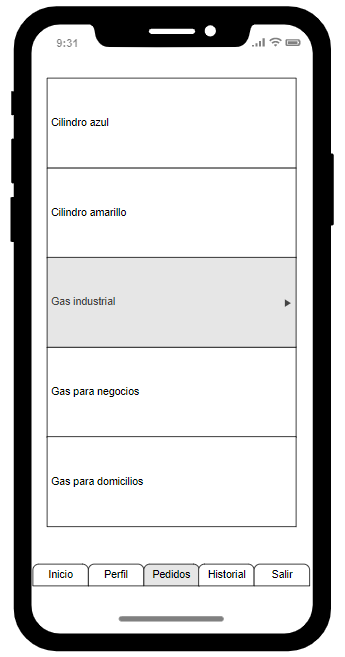 9:31
Cilindro azul
Cilindro amarillo
Gas industrial
Gas para negocios
Gas para domicilios
Inicio Perfil Pedidos Historial Salir